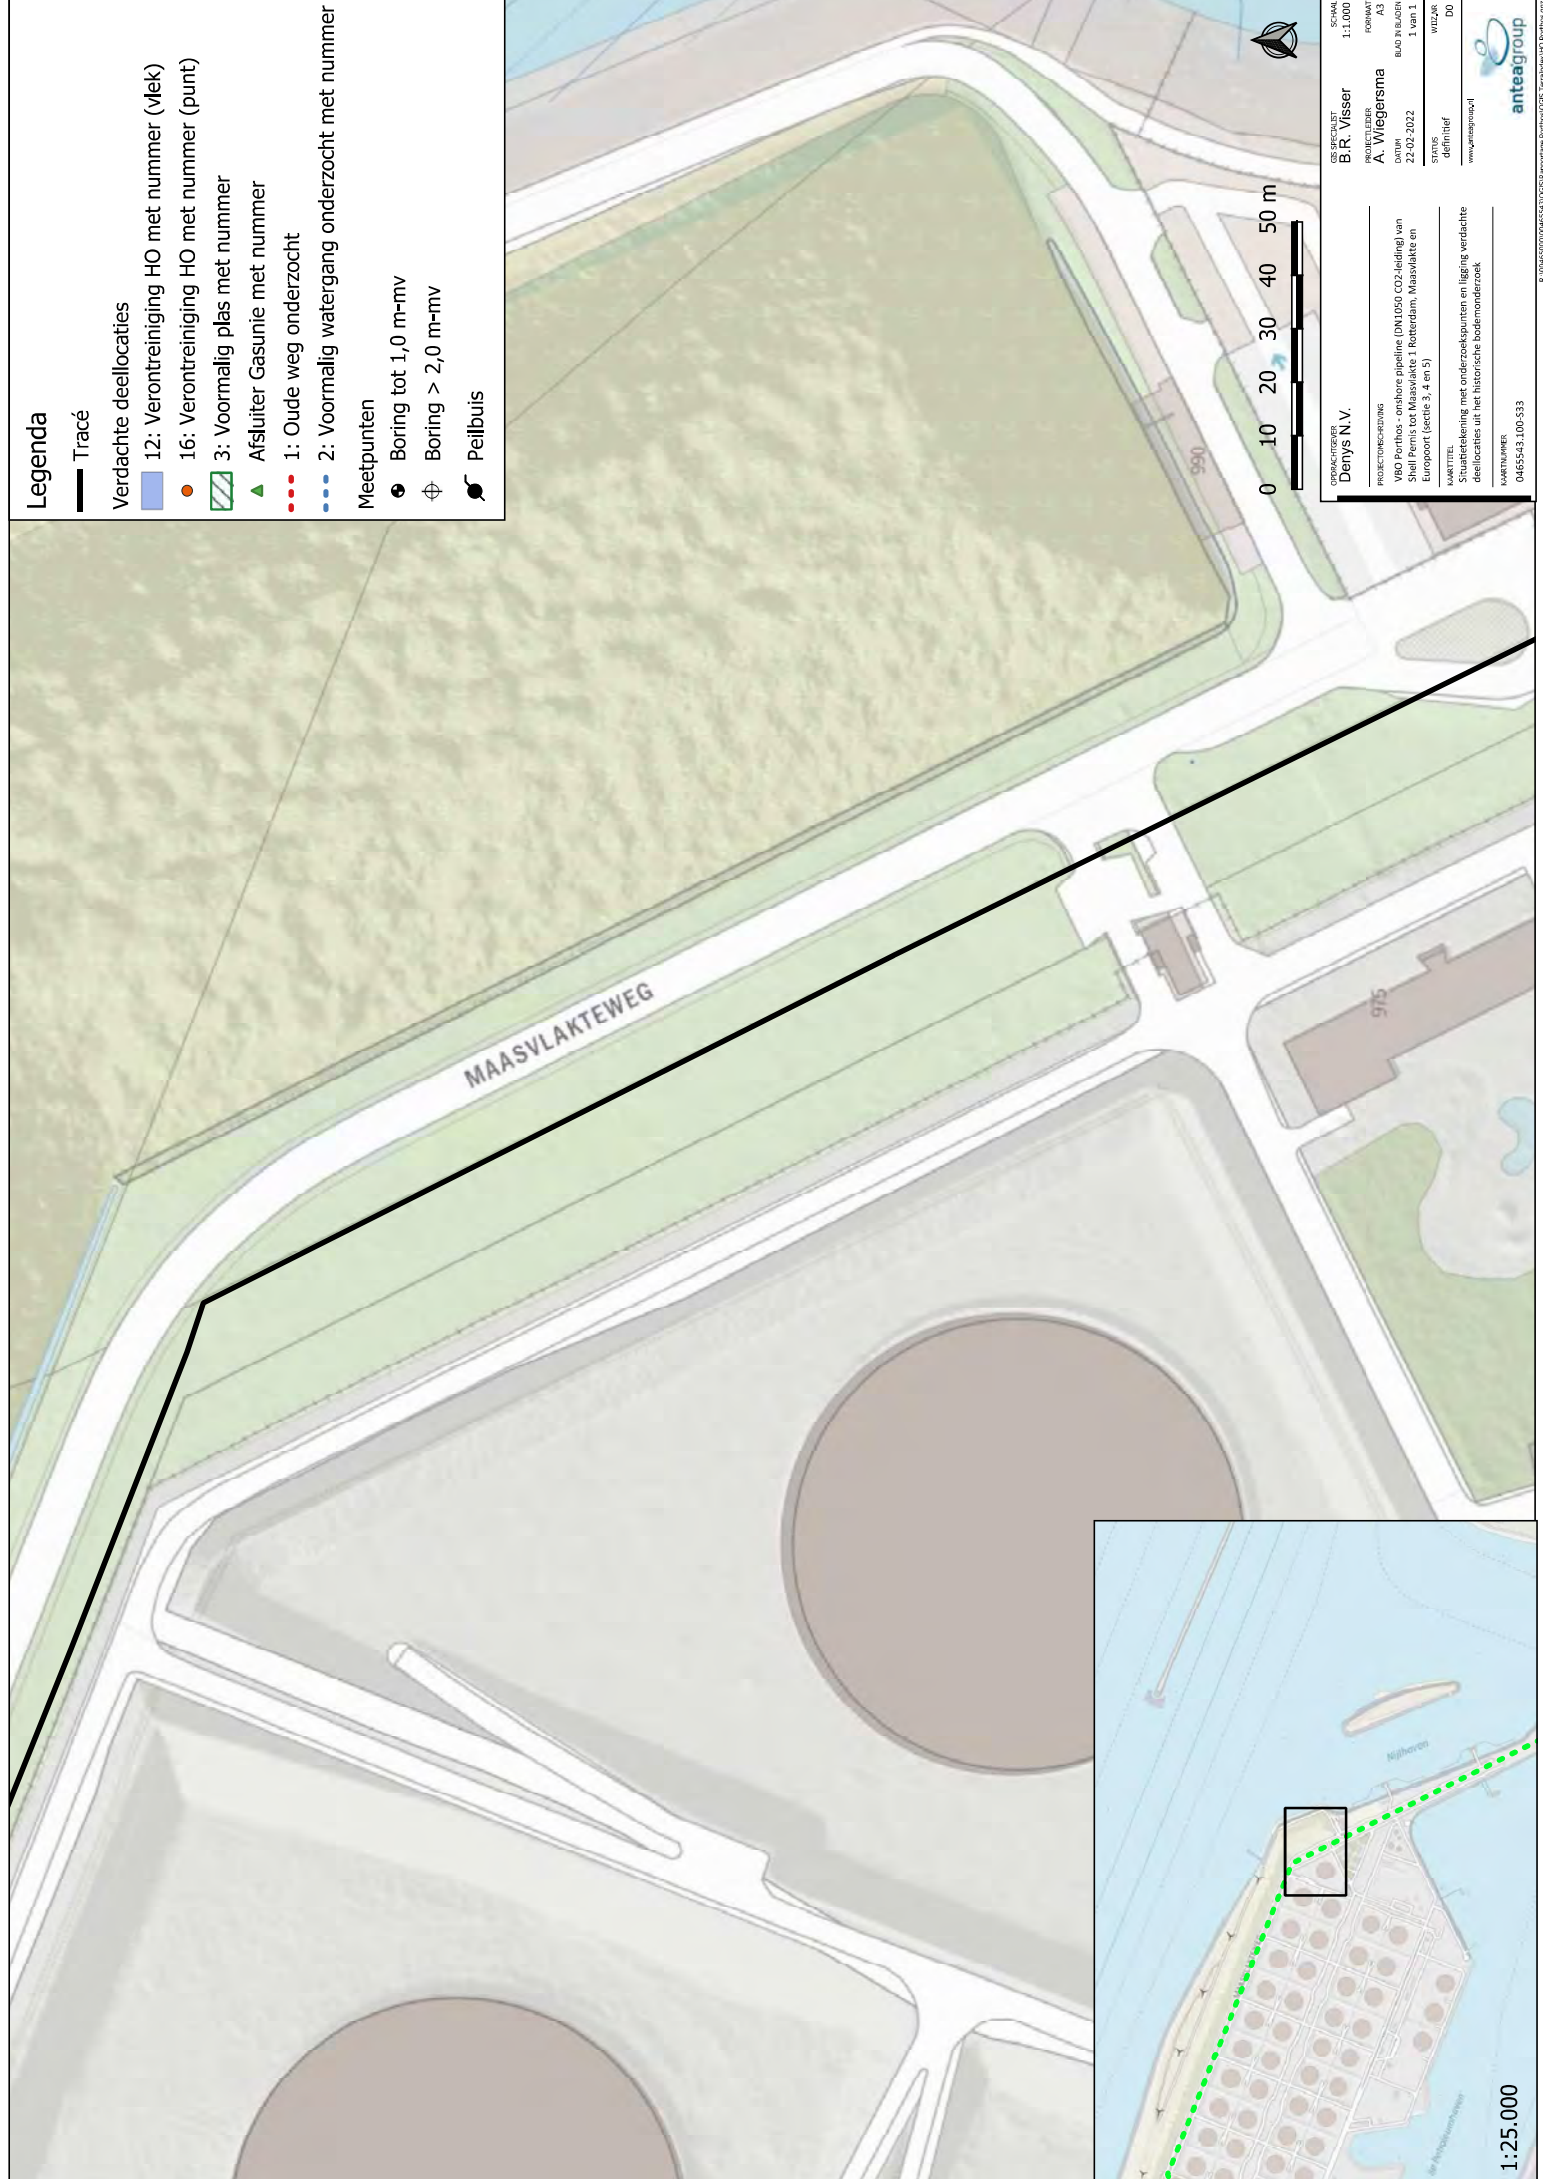 Legenda
Tracé
Verdachte deellocaties
12: Verontreiniging HO met nummer (vlek)
16: Verontreiniging HO met nummer (punt)
3: Voormalig plas met nummer
Afsluiter Gasunie met nummer
1: Oude weg onderzocht
2: Voormalig watergang onderzocht met nummer
Meetpunten
Boring tot 1,0 m-mv
Boring > 2,0 m-mv
Peilbuis
MAASVLAKTEWEG
990
975
0 10 20 30 40 50 m
OPDRACHTGEVER
Denys N.V.
PROJECTOMSCHRIJVING
VBO Porthos - onshore pipeline (DN1050 CO2-leiding) van
Shell Pernis tot Maasvlakte 1 Rotterdam, Maasvlakte en
Europoort (sectie 3, 4 en 5)
KAARTTITEL
Situatietekening met onderzoekspunten en ligging verdachte
deellocaties uit het historische bodemonderzoek
KAARTNUMMER
0465543.100-S33
GIS SPECIALIST
B.R. Visser
PROJECTLEIDER
A. Wiegersma
DATUM
22-02-2022
STATUS
definitief
www.anteagroup.nl
SCHAAL
1:1.000
FORMAAT
A3
BLAD IN BLADEN
1 van 1
WIJZ.NR
D0
anteagroup
Nijlhaven
1:25.000